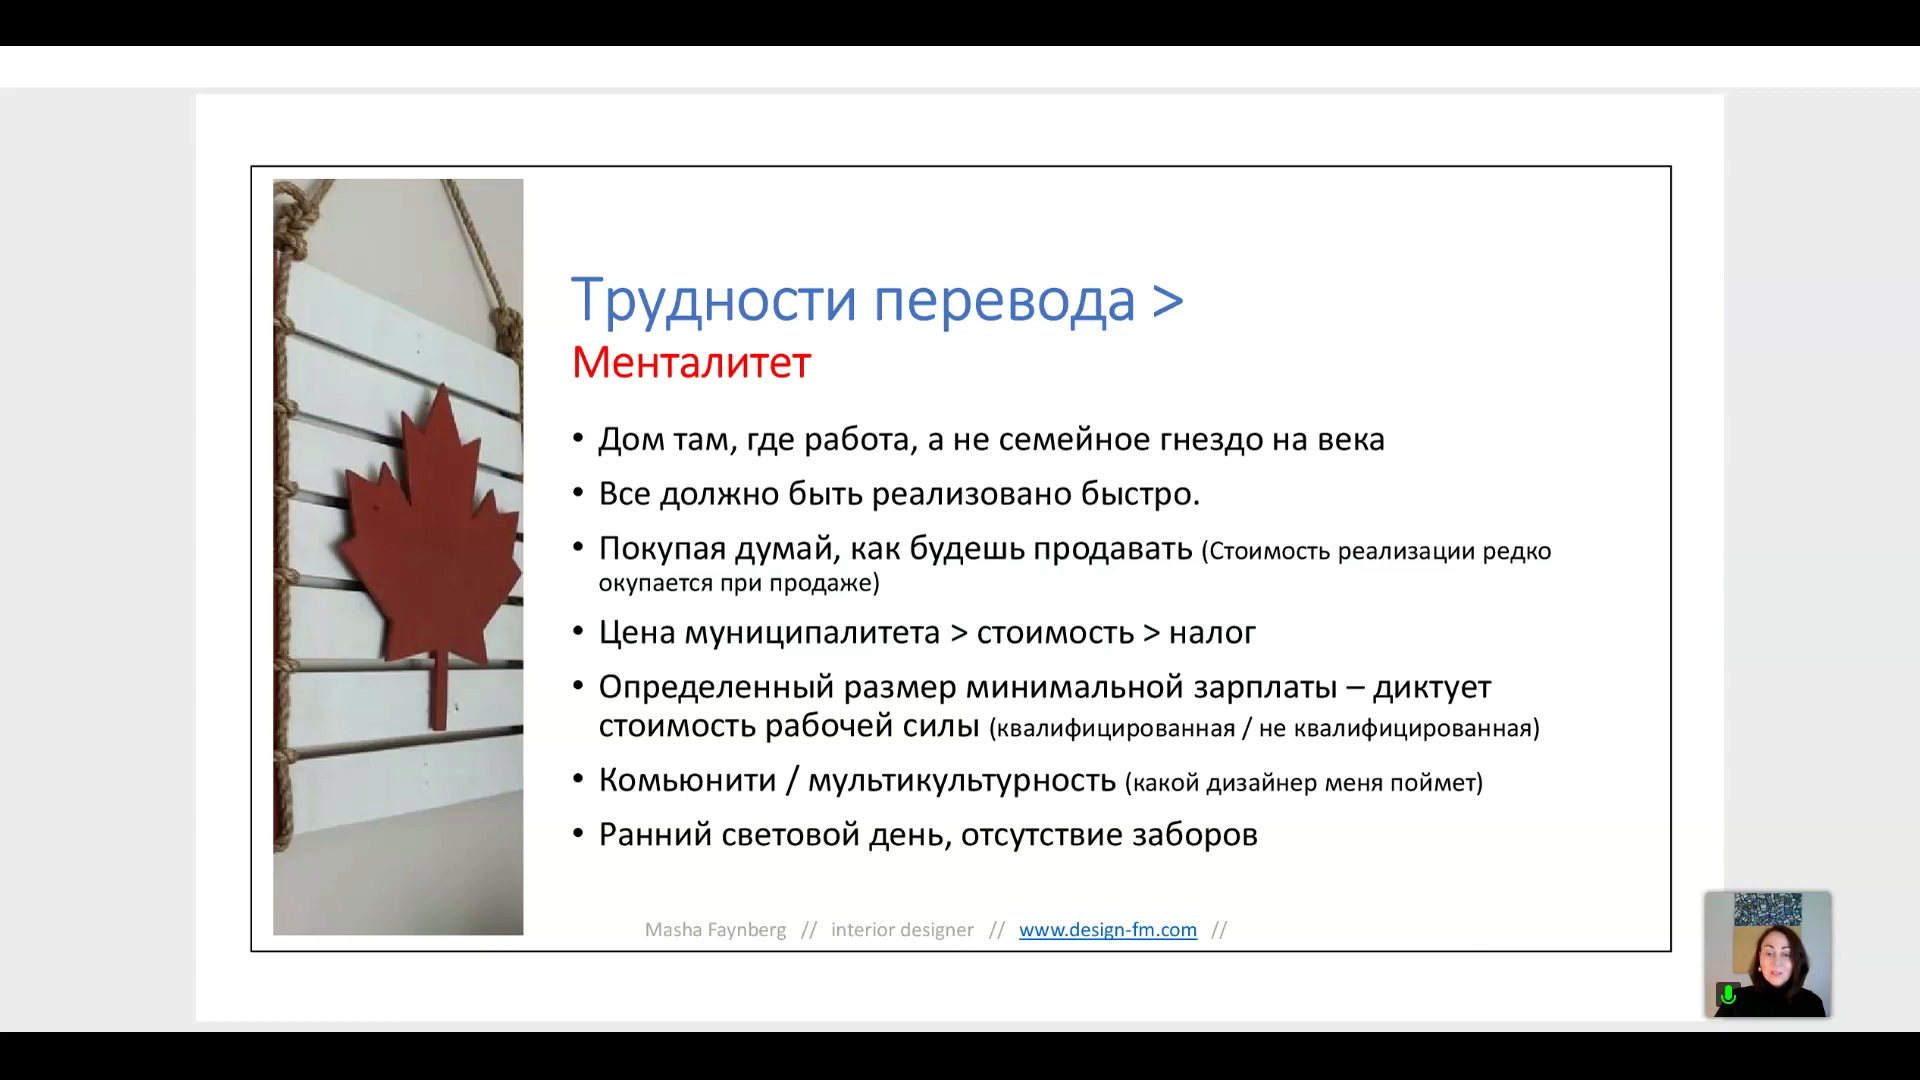 Трудности перевода >
Менталитет
• Дом там, где работа, а не семейное гнездо на века
• Все должно быть реализовано быстро.
• Покупая думай, как будешь продавать (Стоимость реализации редко
окупается при продаже)
• Цена муниципалитета > стоимость > налог
• Определенный размер минимальной зарплаты – диктует
стоимость рабочей силы (квалифицированная / не квалифицированная)
• Комьюнити / мультикультурность (какой дизайнер меня поймет)
• Ранний световой день, отсутствие заборов
Masha Faynberg // interior designer // www.design-fm.com //